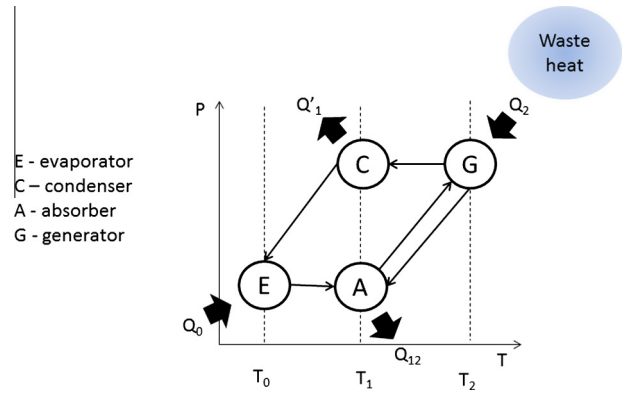 Waste
heat
P
Q'1
Q2
E - evaporator
C – condenser
A - absorber
G - generator
C
G
E
A
Q0
Q12
T
T0
T1
T2